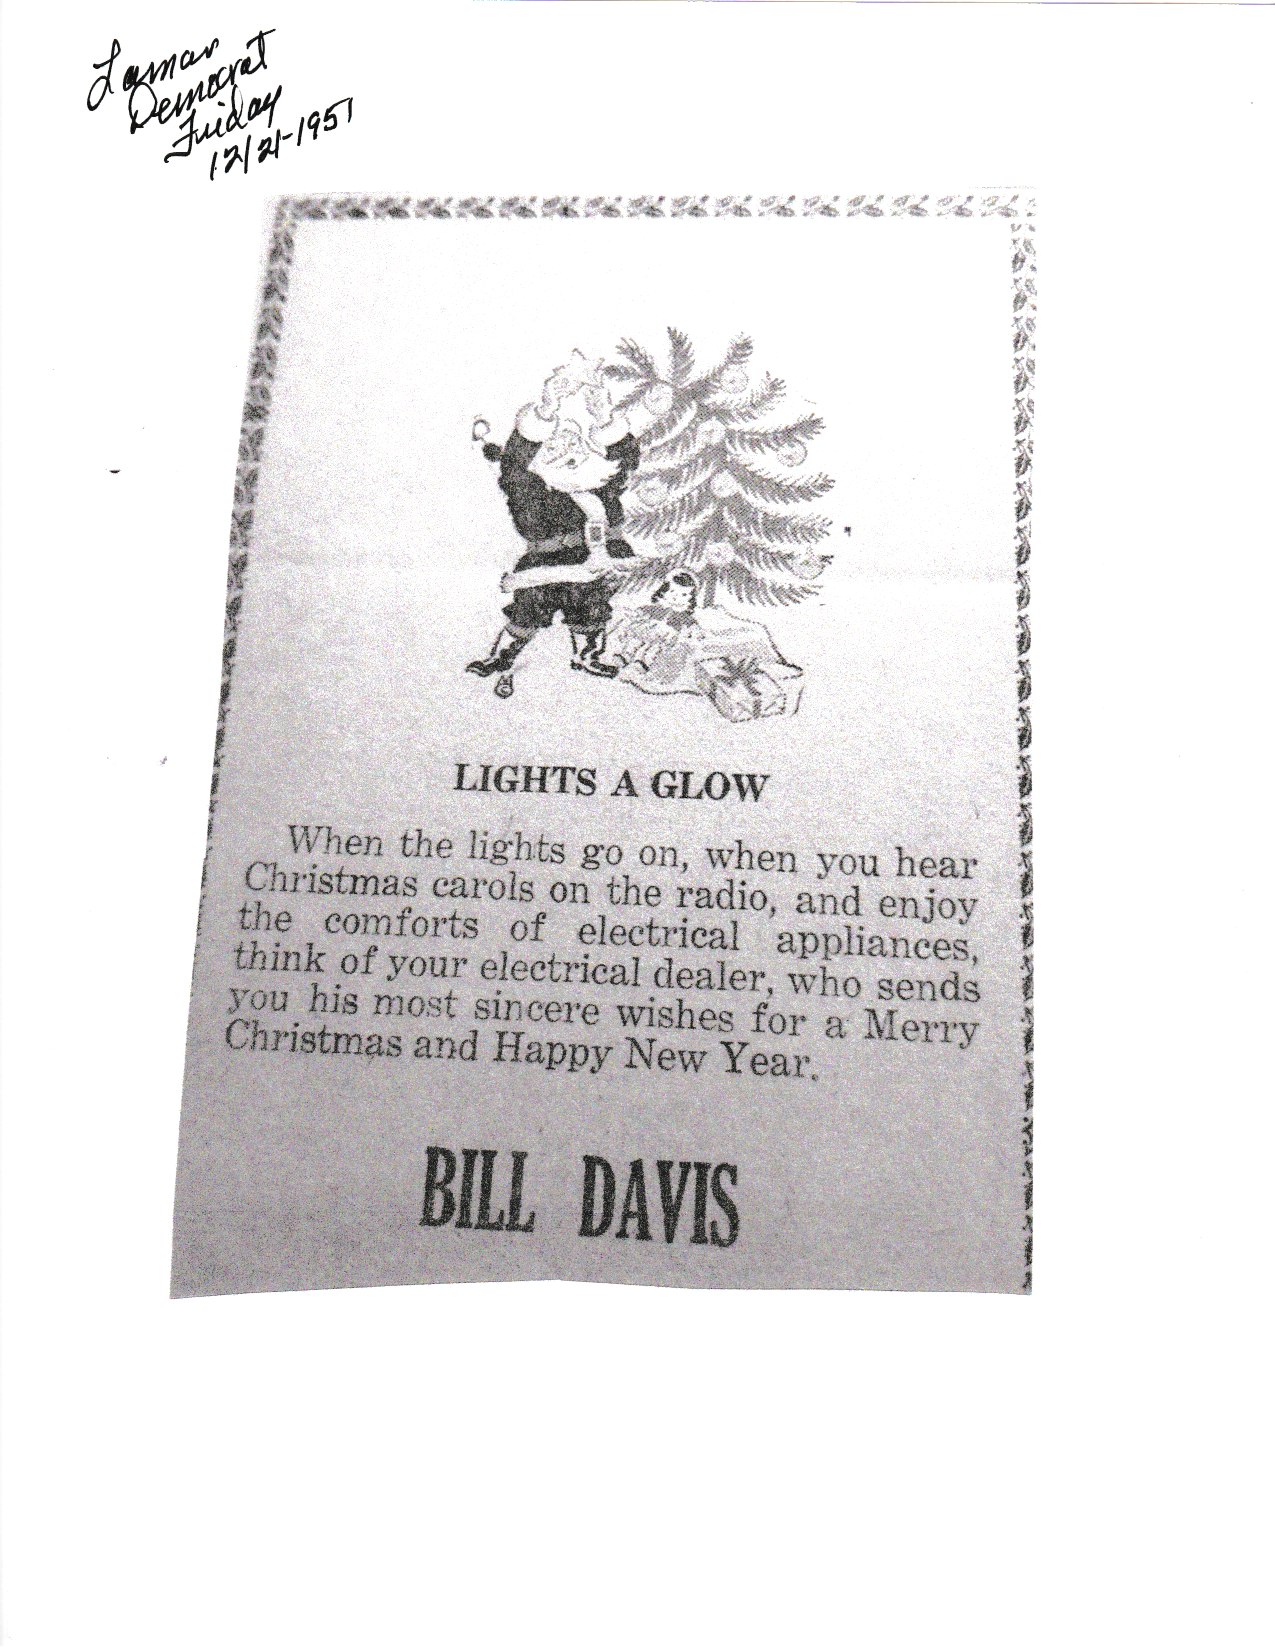 Lamar
Democrat
Friday
12/21-1951
LIGHTS A GLOW
When the lights go on, when you hear
Christmas carols on the radio, and enjoy
the comforts of electrical appliances,
think of your electrical dealer, who sends
you his most sincere wishes for a Merry
Christmas and Happy New Year.
BILL DAVIS